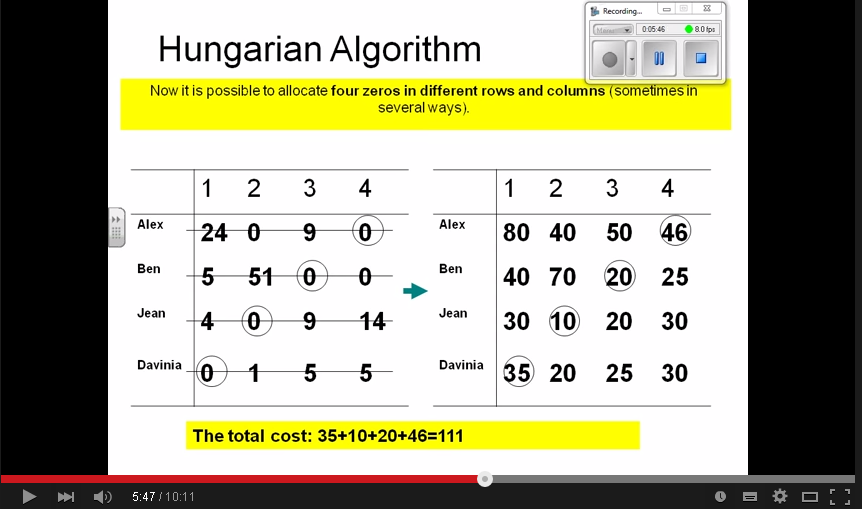 Recording...
0:05:46 8.0 fps
Hungarian Algorithm
Now it is possible to allocate four zeros in different rows and columns (sometimes in
several ways).
1 2 3 4
Alex 24 0 9 0
Ben 5 51 0 0
Jean 4 0 9 14
Davinia 0 1 5 5
1 2 3 4
Alex 80 40 50 46
Ben 40 70 20 25
Jean 30 10 20 30
Davinia 35 20 25 30
The total cost: 35+10+20+46=111
5:47 / 10:11